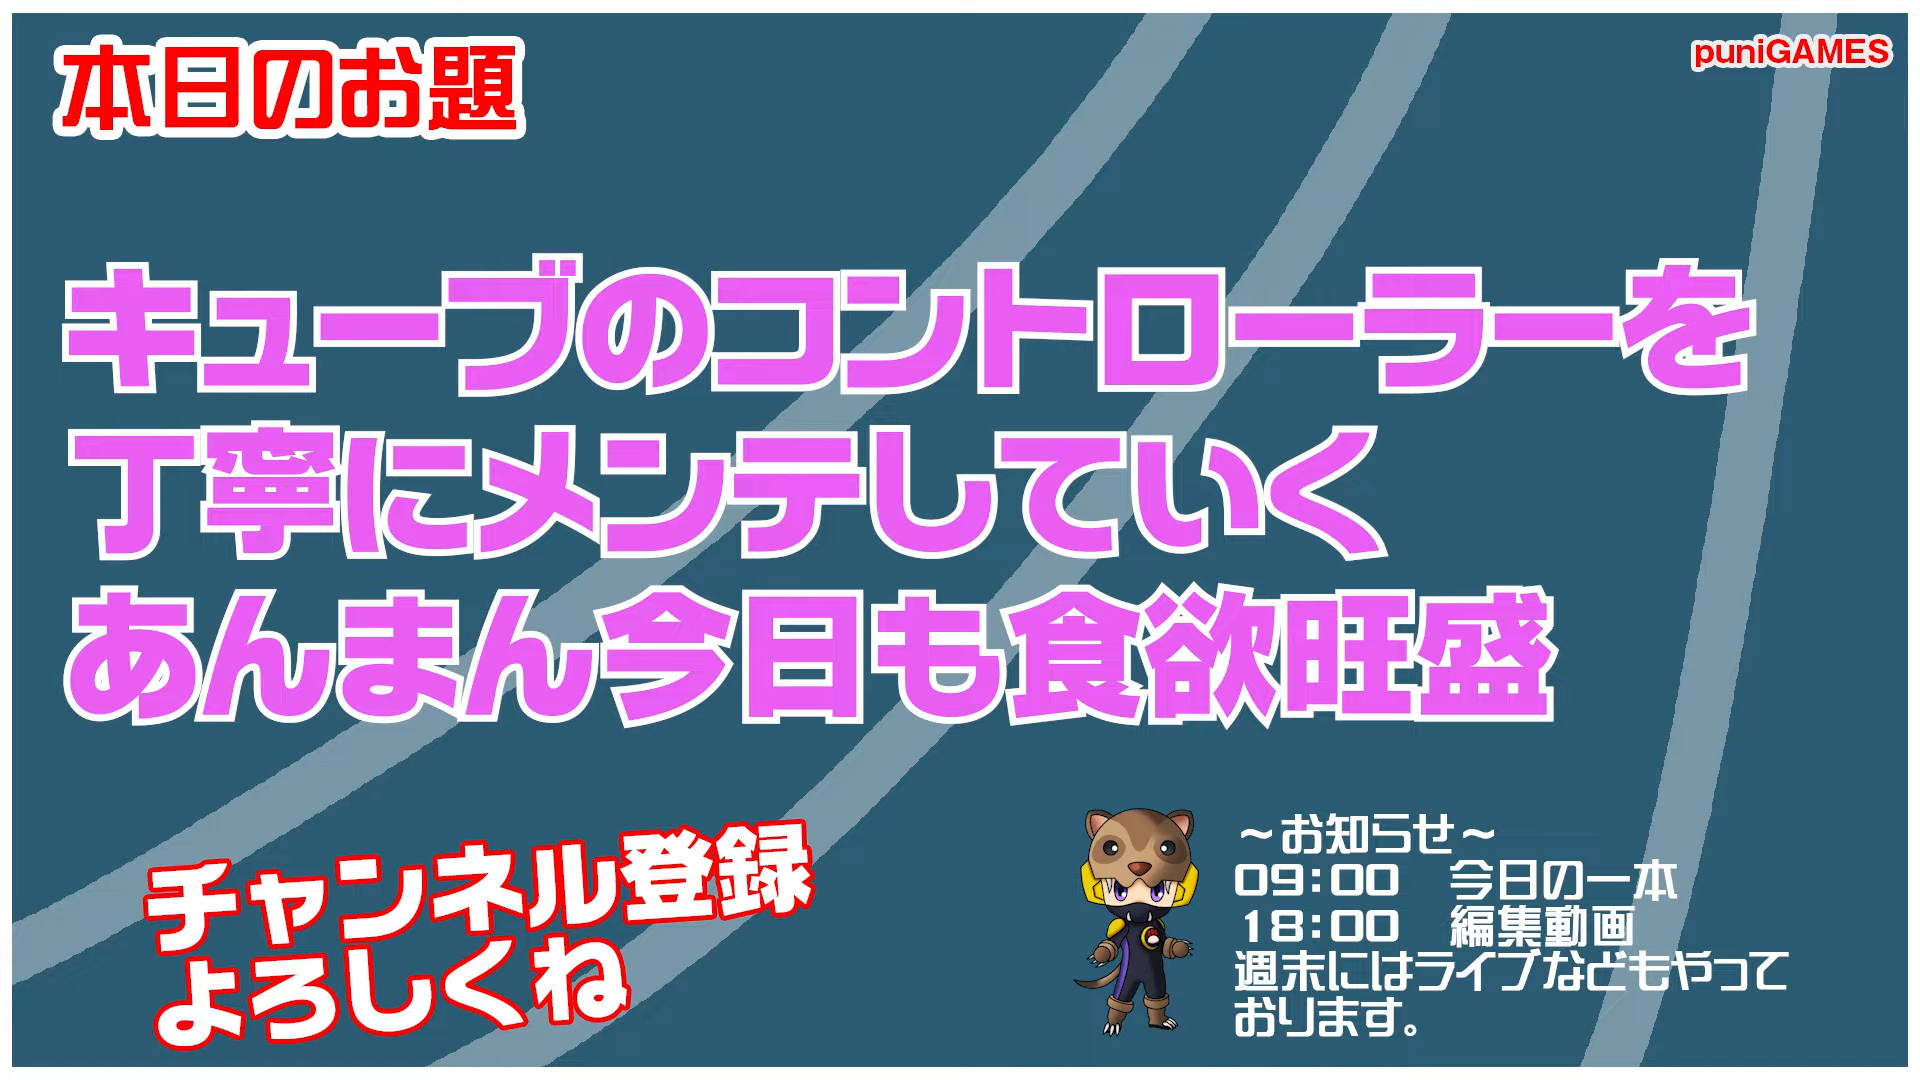 本日のお題
puniGAMES
キューブのコントローラーを
丁寧にメンテしていく
あんまん今日も食欲旺盛
チャンネル登録
よろしくね
~お知らせ~
09:00 今日の一本
18:00 編集動画
週末にはライブなどもやって
おります。